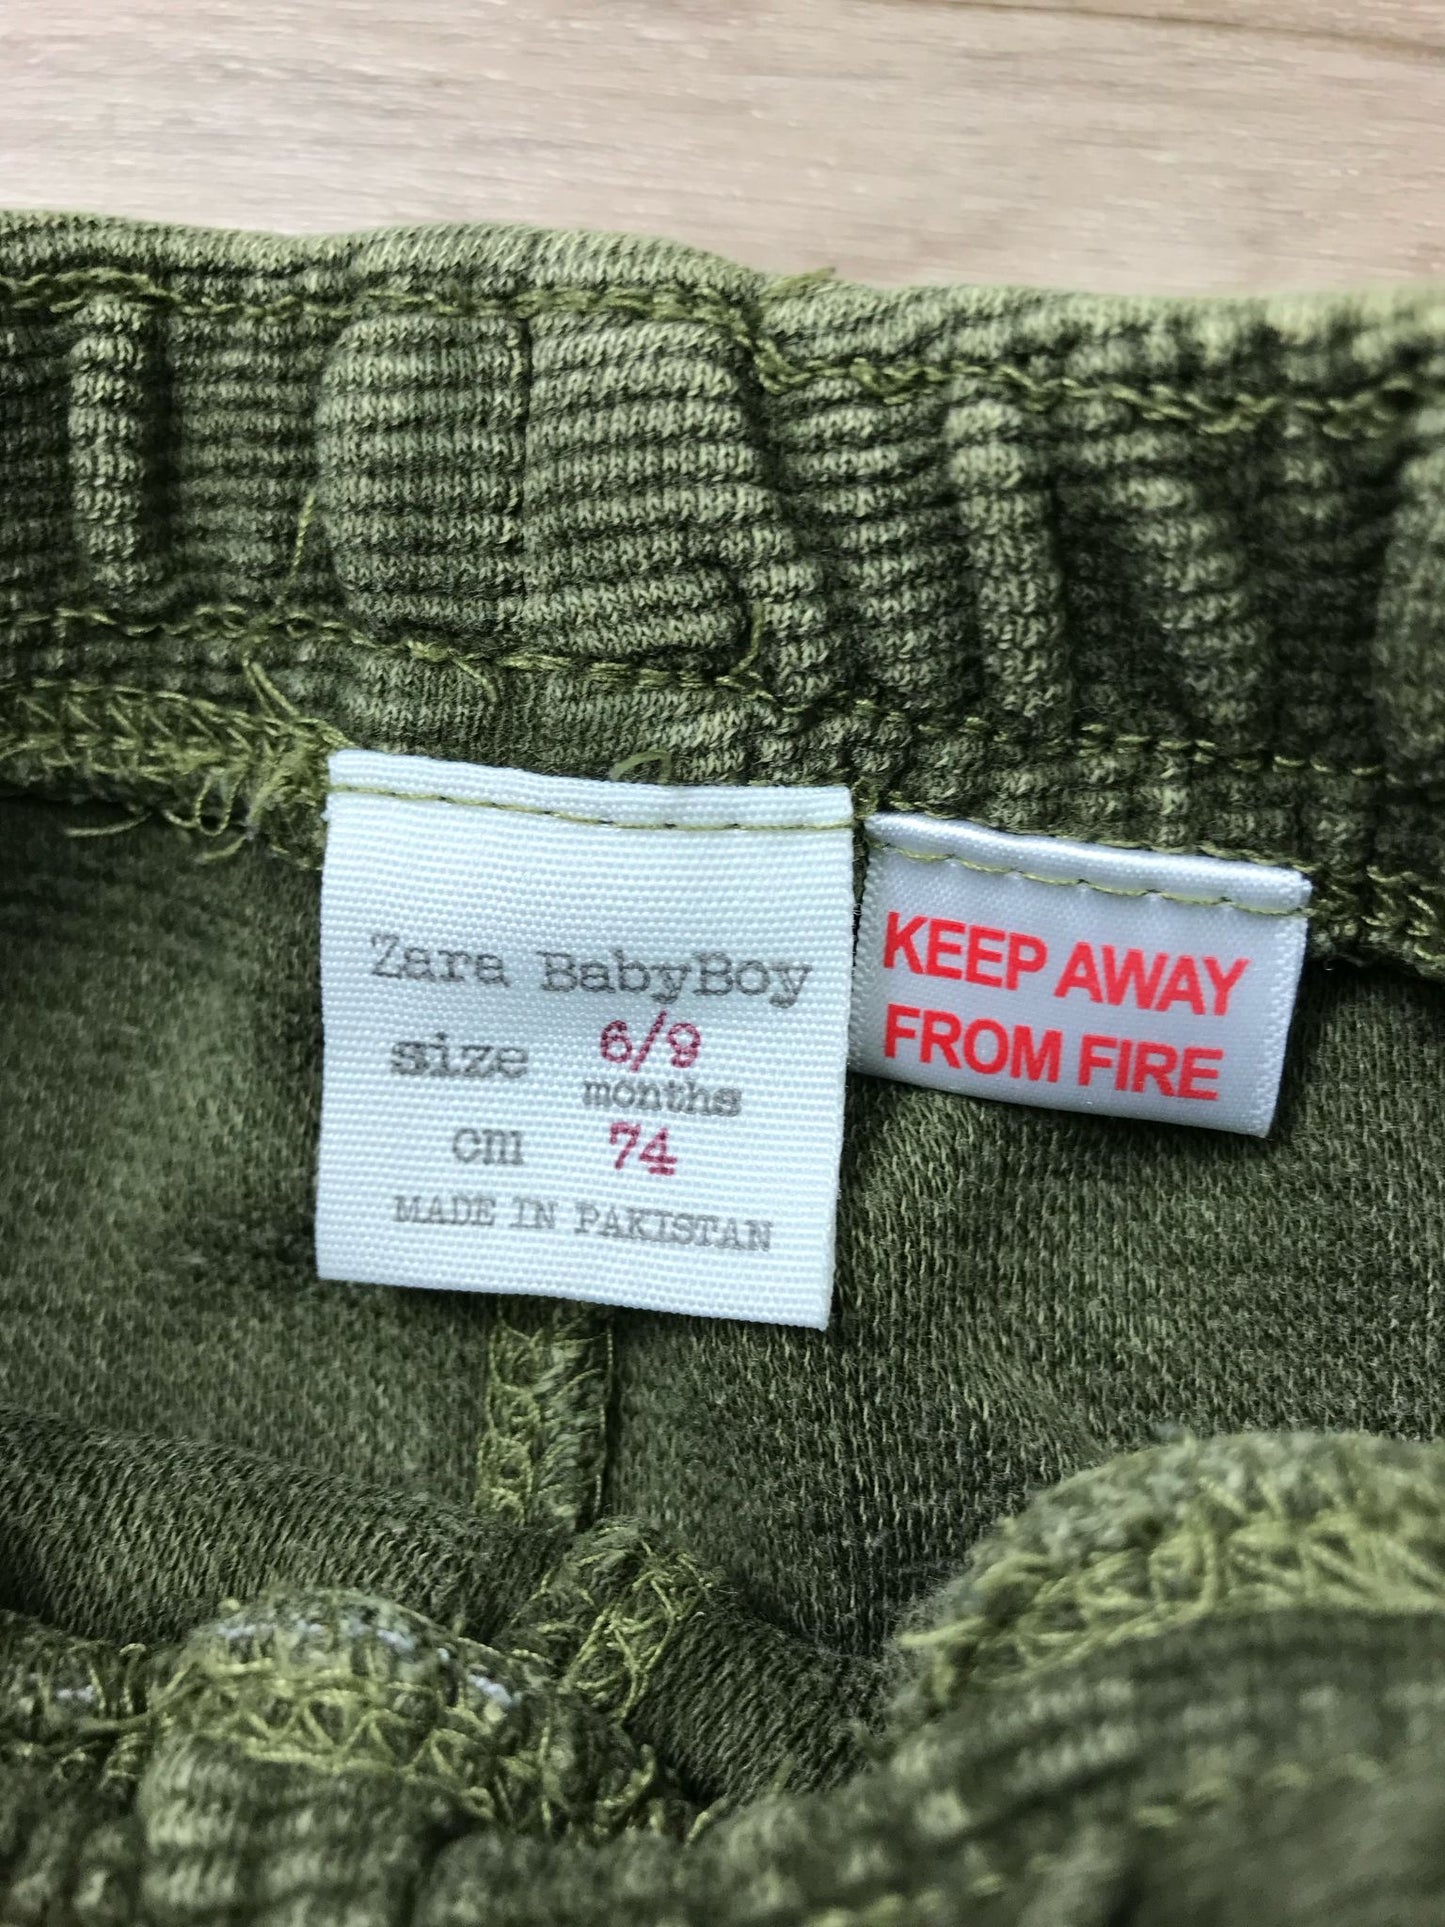 Zara BabyBoy
size 6/9
months
cm 74
MADE IN PAKISTAN
KEEP AWAY
FROM FIRE